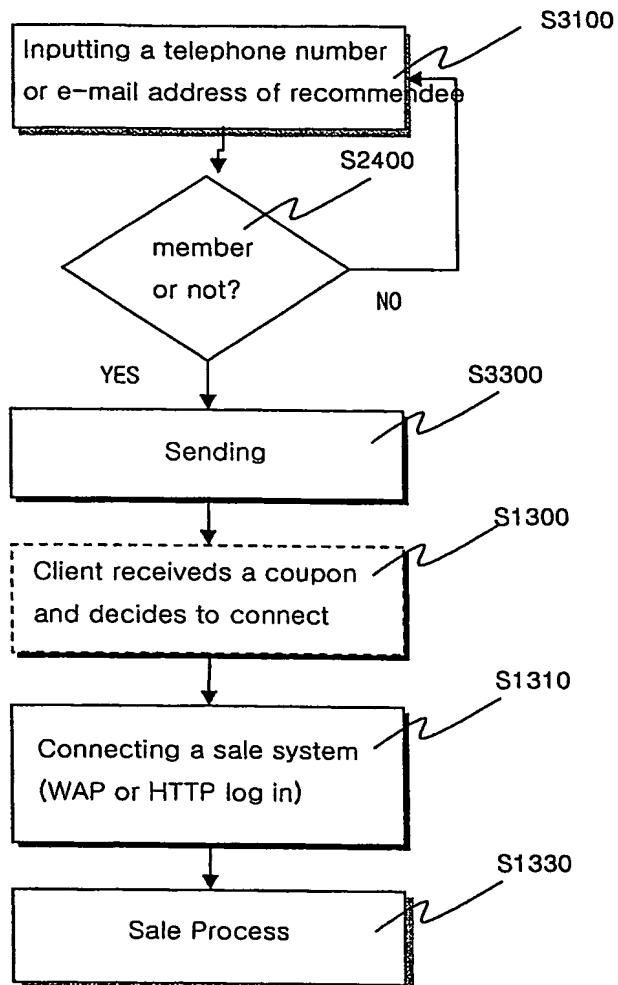 S3100
Inputting a telephone number
or e-mail address of recommendee
S2400
member
or not?
NO
YES
S3300
Sending
S1300
Client receiveds a coupon
and decides to connect
S1310
Connecting a sale system
(WAP or HTTP log in)
S1330
Sale Process